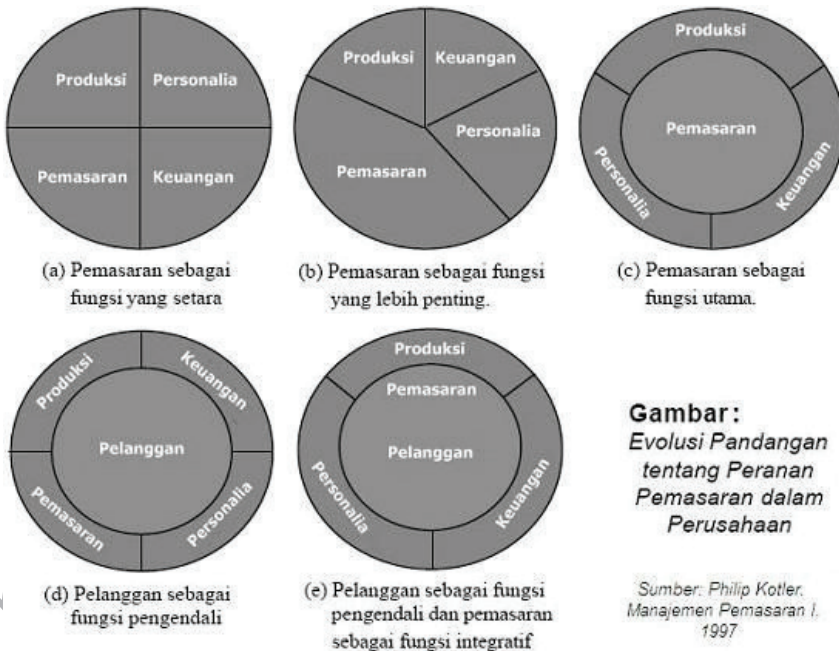 Produksi Personalia
Pemasaran Keuangan
(a) Pemasaran sebagai
fungsi yang setara
Produksi Keuangan
Personalia
Pemasaran
(b) Pemasaran sebagai fungsi
yang lebih penting.
Produksi
Pemasaran
Personalia
Keuangan
(c) Pemasaran sebagai
fungsi utama.
Produksi
Keuangan
Pelanggan
Pemasaran
Personalia
(d) Pelanggan sebagai
fungsi pengendali
Produksi
Pemasaran
Pelanggan
Personalia
Keuangan
(e) Pelanggan sebagai fungsi
pengendali dan pemasaran
sebagai fungsi integratif
Gambar:
Evolusi Pandangan
tentang Peranan
Pemasaran dalam
Perusahaan
Sumber: Philip Kotler.
Manajemen Pemasaran I.
1997